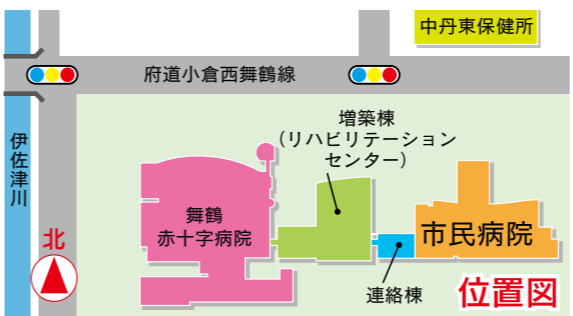 中丹東保健所
府道小倉西舞鶴線
伊佐津川
増築棟
(リハビリテーション
センター)
舞鶴
赤十字病院
市民病院
北
連絡棟
位置図